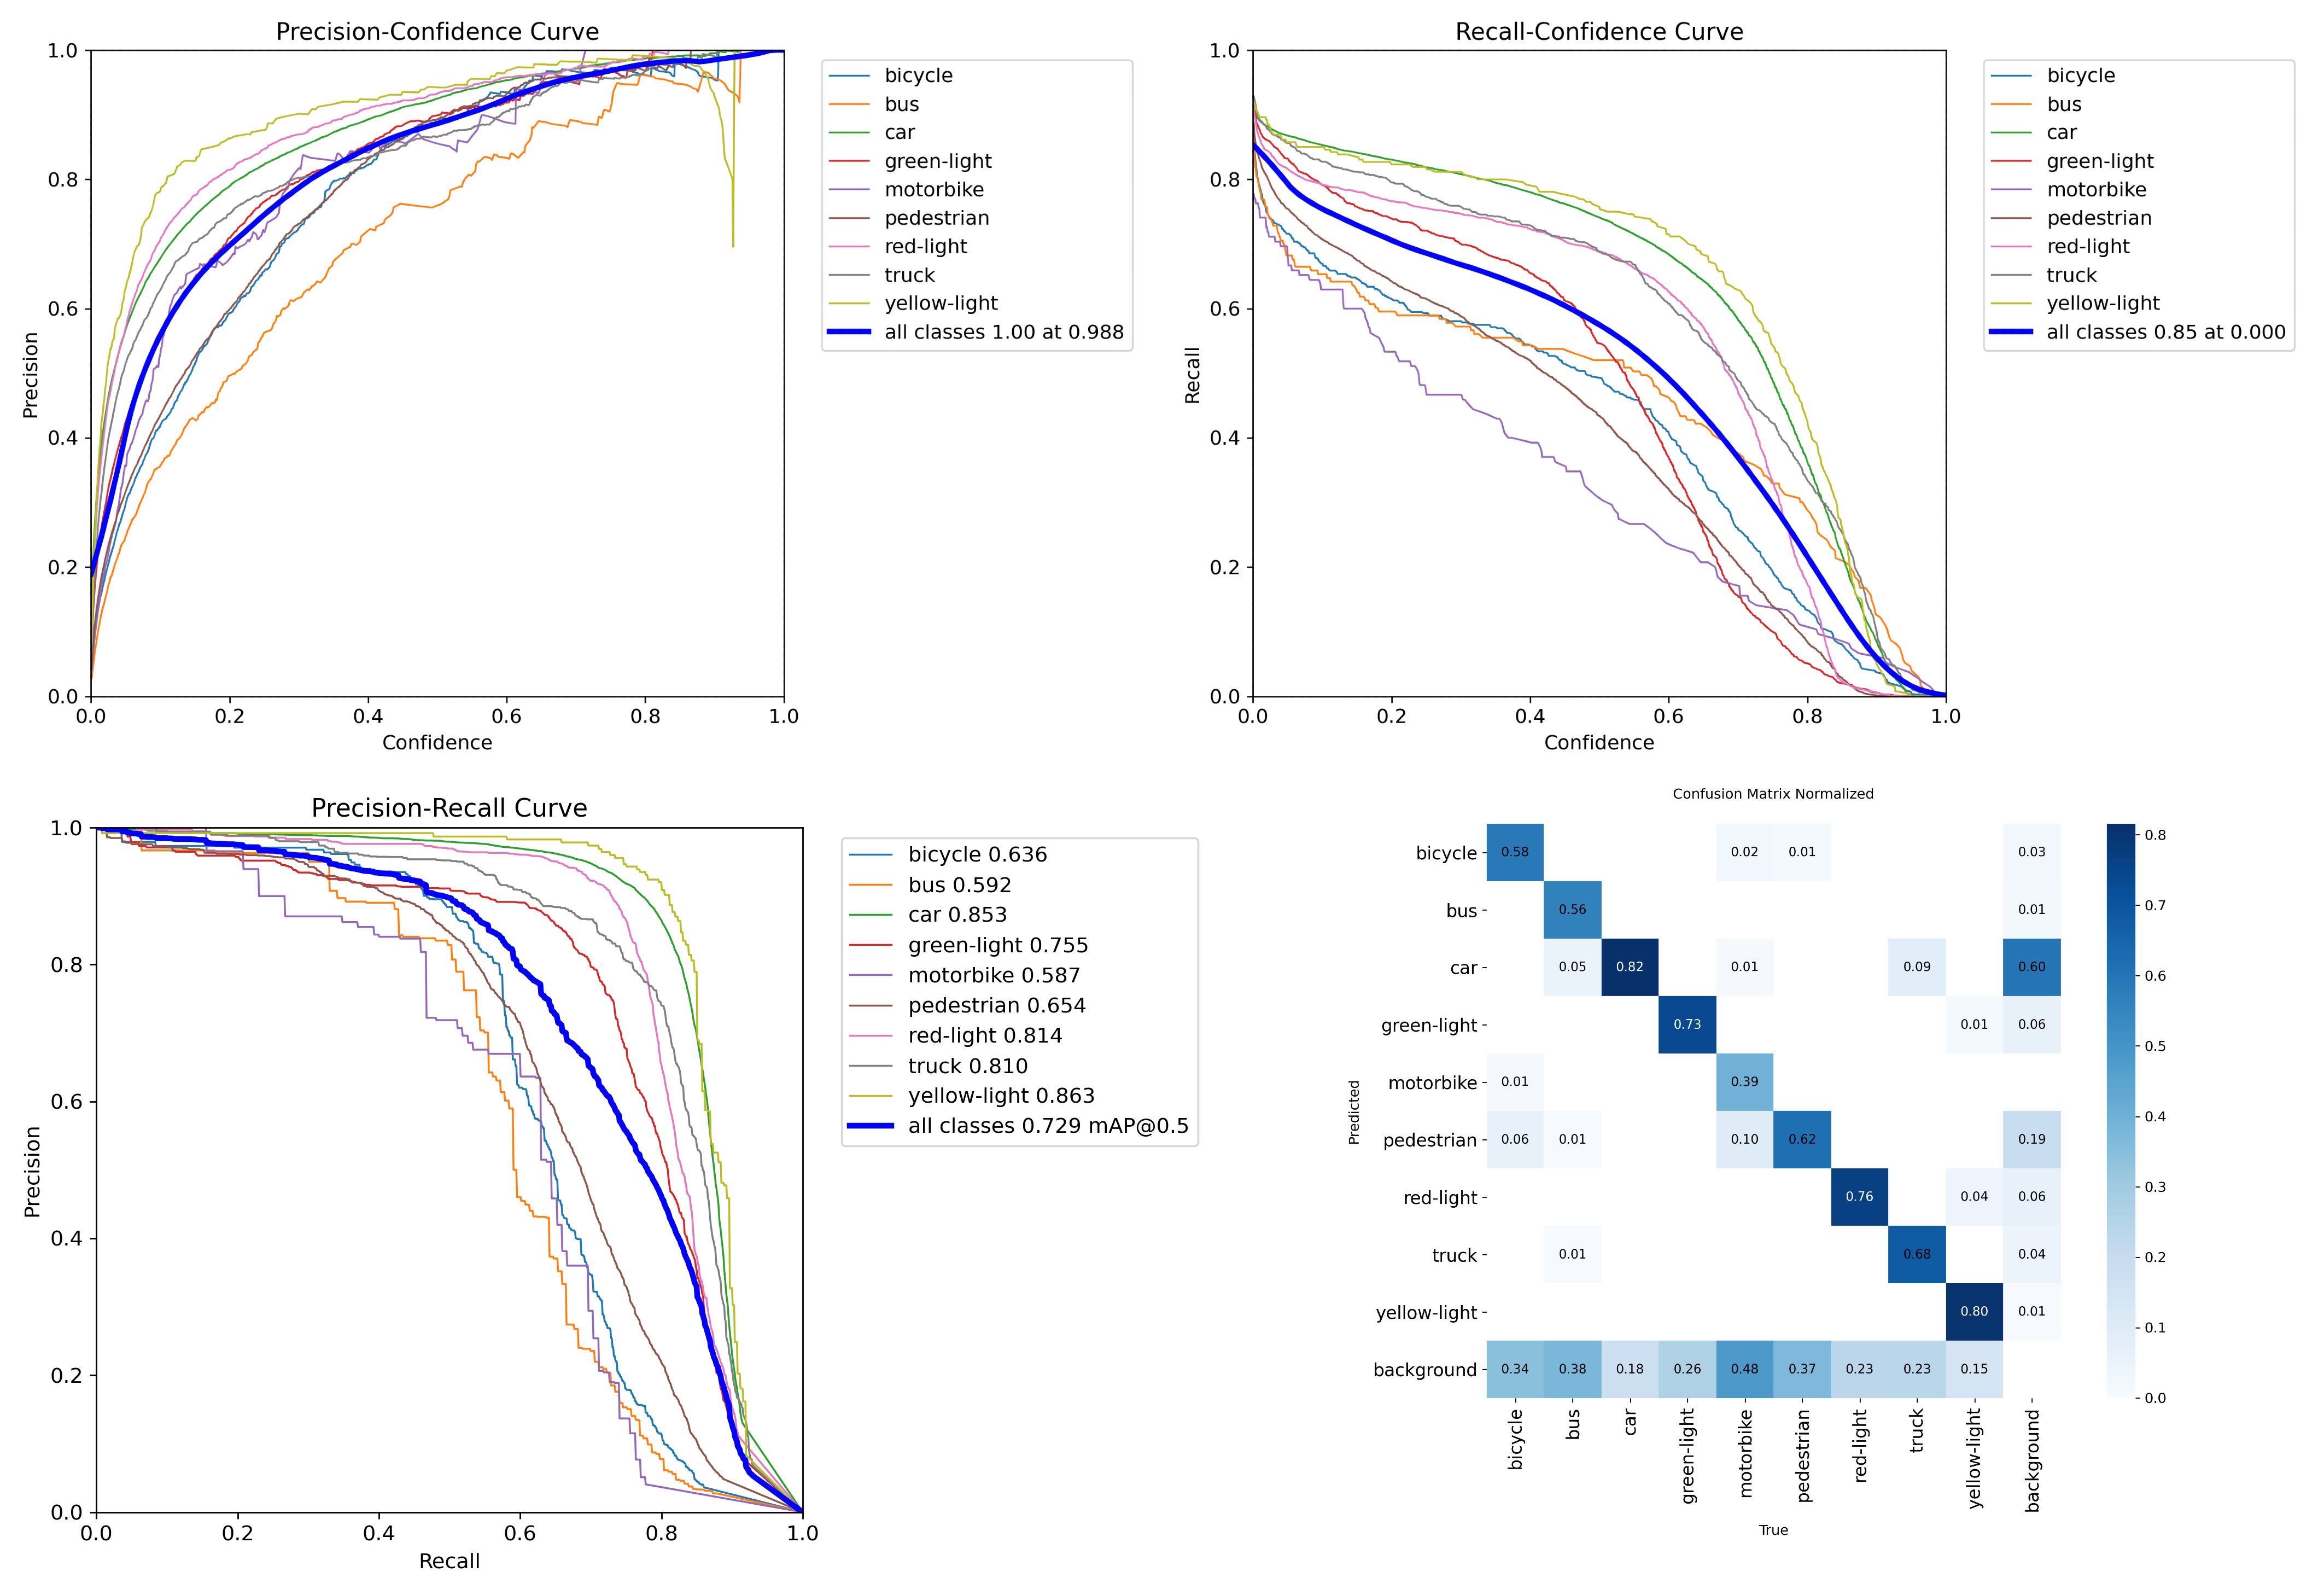 Precision-Confidence Curve
1.0
0.8
0.6
0.4
0.2
0.0
Precision
0.0 0.2 0.4 0.6 0.8 1.0
Confidence
bicycle
bus
car
green-light
motorbike
pedestrian
red-light
truck
yellow-light
all classes 1.00 at 0.988
Recall-Confidence Curve
1.0
0.8
0.6
0.4
0.2
0.0
Recall
0.0 0.2 0.4 0.6 0.8 1.0
Confidence
bicycle
bus
car
green-light
motorbike
pedestrian
red-light
truck
yellow-light
all classes 0.85 at 0.000
Precision-Recall Curve
1.0
0.8
0.6
0.4
0.2
0.0
Precision
0.0 0.2 0.4 0.6 0.8 1.0
Recall
bicycle 0.636
bus 0.592
car 0.853
green-light 0.755
motorbike 0.587
pedestrian 0.654
red-light 0.814
truck 0.810
yellow-light 0.863
all classes 0.729 mAP@0.5
Confusion Matrix Normalized
Predicted
bicycle 0.58 0.02 0.01 0.03
bus 0.56 0.01
car 0.05 0.82 0.01 0.09 0.60
green-light 0.73 0.01 0.06
motorbike 0.01 0.39
pedestrian 0.06 0.01 0.10 0.62 0.19
red-light 0.76 0.04 0.06
truck 0.01 0.68 0.04
yellow-light 0.80 0.01
background 0.34 0.38 0.18 0.26 0.48 0.37 0.23 0.23 0.15
bicycle
bus
car
green-light
motorbike
pedestrian
red-light
truck
yellow-light
background
True
0.8
0.7
0.6
0.5
0.4
0.3
0.2
0.1
0.0